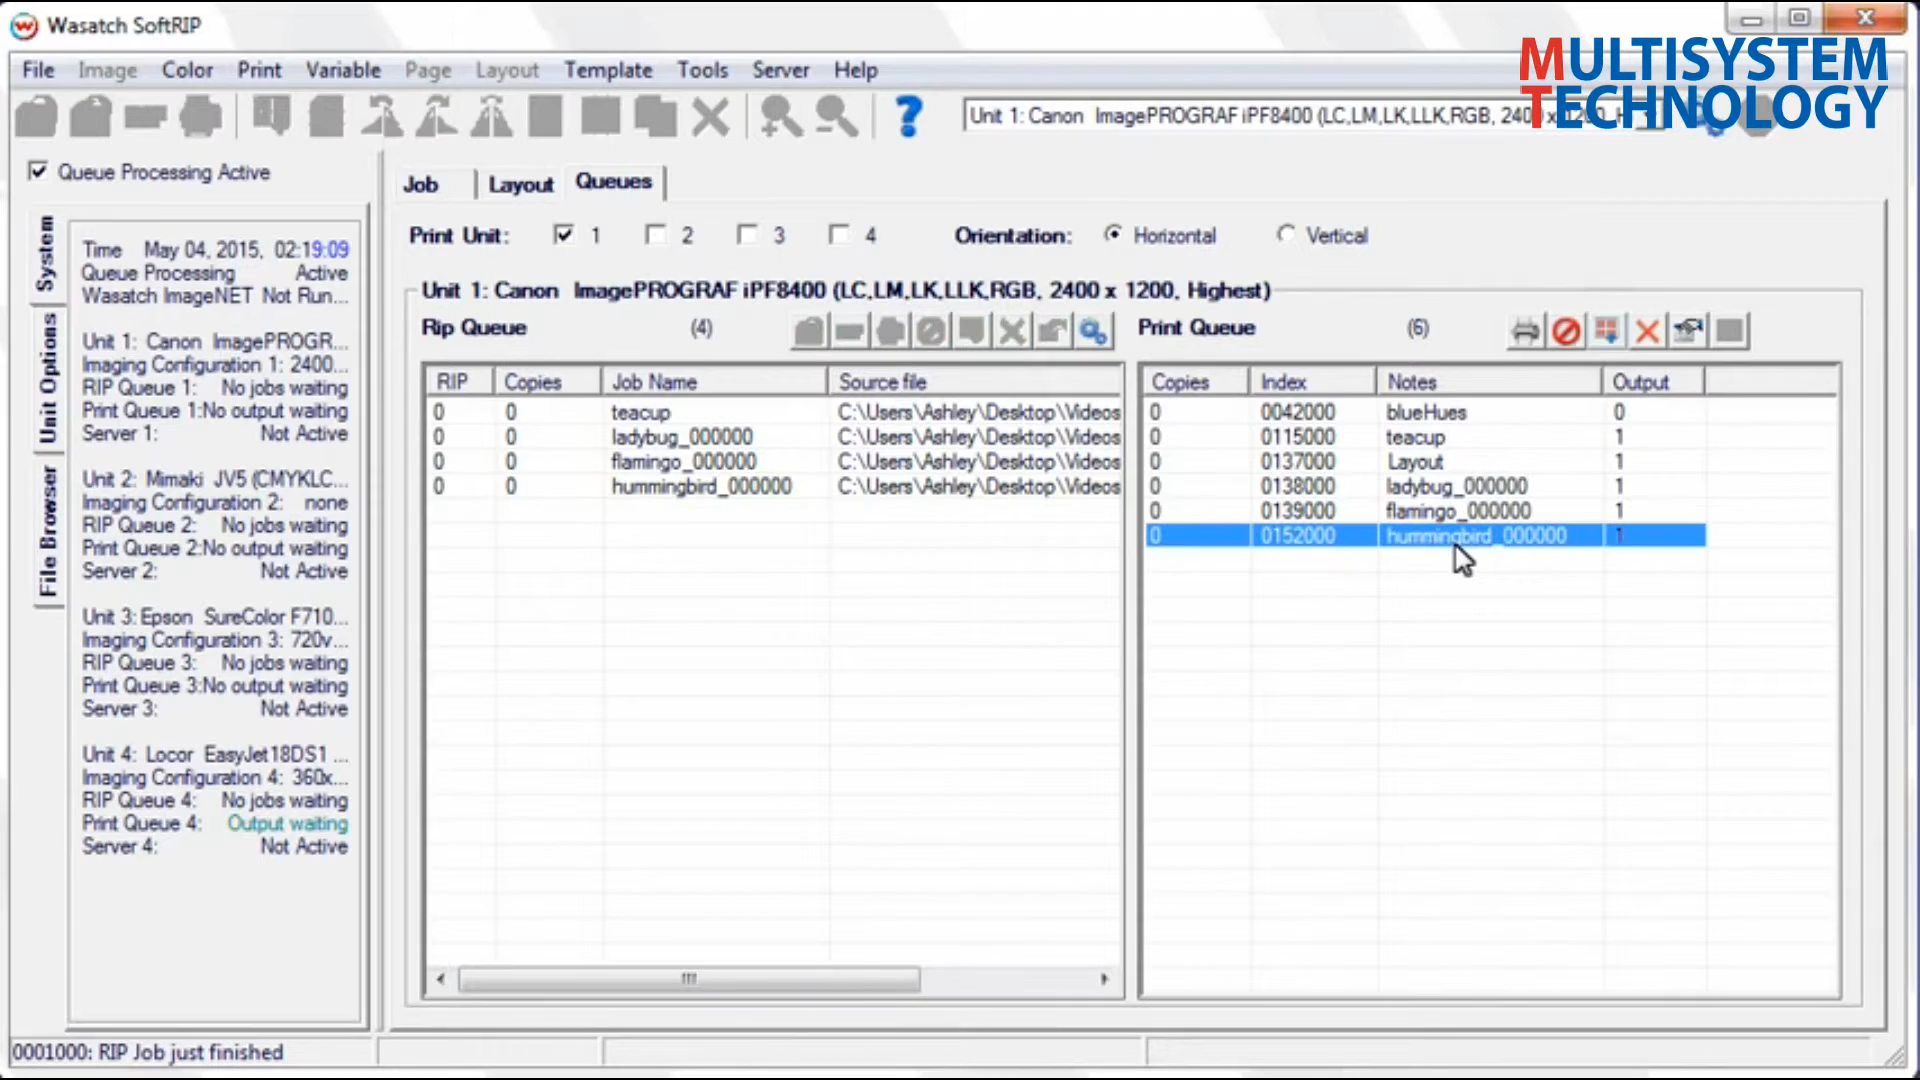 Wasatch SoftRIP
MULTISYSTEM
TECHNOLOGY
File Image Color Print Variable Page Layout Template Tools Server Help
Unit 1: Canon ImagePROGRAF iPF8400 (LC,LM,LK,LLK,RGB, 2400 x 1200, H
Queue Processing Active
System
Unit Options
File Browser
Time May 04, 2015, 02:19:09
Queue Processing Active
Wasatch ImageNET Not Run...
Unit 1: Canon ImagePROGR...
Imaging Configuration 1: 2400...
RIP Queue 1: No jobs waiting
Print Queue 1:No output waiting
Server 1: Not Active
Unit 2: Mimaki JV5 (CMYKLC...
Imaging Configuration 2: none
RIP Queue 2: No jobs waiting
Print Queue 2:No output waiting
Server 2: Not Active
Unit 3: Epson SureColor F710...
Imaging Configuration 3: 720v...
RIP Queue 3: No jobs waiting
Print Queue 3:No output waiting
Server 3: Not Active
Unit 4: Locor EasyJet18DS1 ...
Imaging Configuration 4: 360x...
RIP Queue 4: No jobs waiting
Print Queue 4: Output waiting
Server 4: Not Active
Job Layout Queues
Print Unit: 1 2 3 4 Orientation: Horizontal Vertical
Unit 1: Canon ImagePROGRAF iPF8400 (LC,LM,LK,LLK,RGB, 2400 x 1200, Highest)
Rip Queue (4)
RIP Copies Job Name Source file
0 0 teacup C:\Users\Ashley\Desktop\Videos
0 0 ladybug_000000 C:\Users\Ashley\Desktop\Videos
0 0 flamingo_000000 C:\Users\Ashley\Desktop\Videos
0 0 hummingbird_000000 C:\Users\Ashley\Desktop\Videos
Print Queue (6)
Copies Index Notes Output
0 0042000 blueHues 0
0 0115000 teacup 1
0 0137000 Layout 1
0 0138000 ladybug_000000 1
0 0139000 flamingo_000000 1
0 0152000 hummingbird_000000 1
0001000: RIP Job just finished